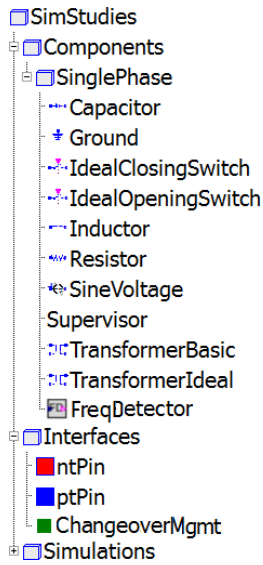 SimStudies
Components
SinglePhase
Capacitor
Ground
IdealClosingSwitch
IdealOpeningSwitch
Inductor
Resistor
SineVoltage
Supervisor
TransformerBasic
TransformerIdeal
FD
FreqDetector
Interfaces
ntPin
ptPin
ChangeoverMgmt
Simulations